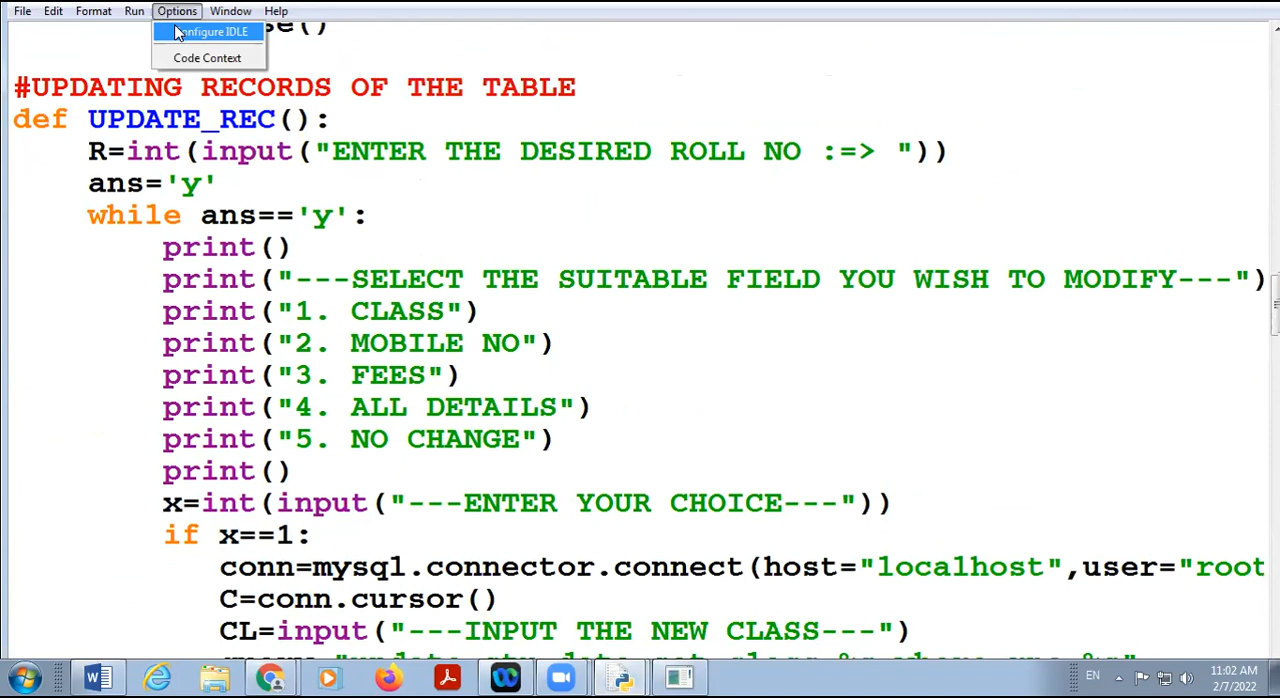 File Edit Format Run Options Window Help
Configure IDLE
Code Context
#UPDATING RECORDS OF THE TABLE
def UPDATE_REC():
R=int(input("ENTER THE DESIRED ROLL NO :=> "))
ans='y'
while ans=='y':
print()
print("---SELECT THE SUITABLE FIELD YOU WISH TO MODIFY---")
print("1. CLASS")
print("2. MOBILE NO")
print("3. FEES")
print("4. ALL DETAILS")
print("5. NO CHANGE")
print()
x=int(input("---ENTER YOUR CHOICE---"))
if x==1:
conn=mysql.connector.connect(host="localhost",user="root
C=conn.cursor()
CL=input("---INPUT THE NEW CLASS---")
EN
11:02 AM
2/7/2022